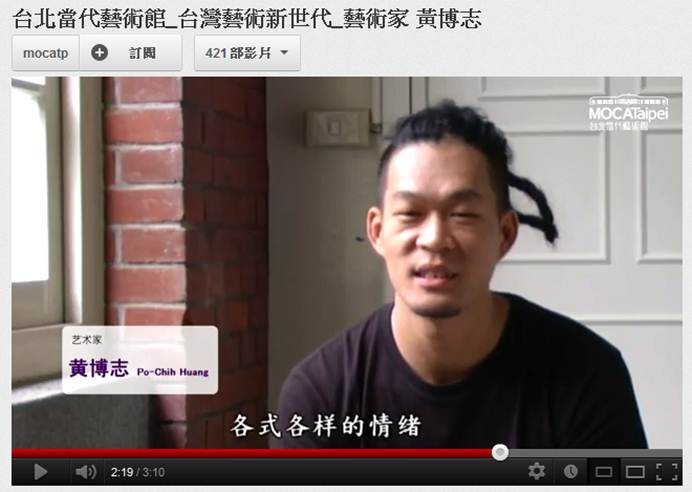 台北當代藝術館_台灣藝術新世代_藝術家 黃博志
mocatp
訂閱
421 部影片
MOCATaipei
台北當代藝術館
艺术家
黄博志 Po-Chih Huang
各式各样的情绪
2:19 / 3:10